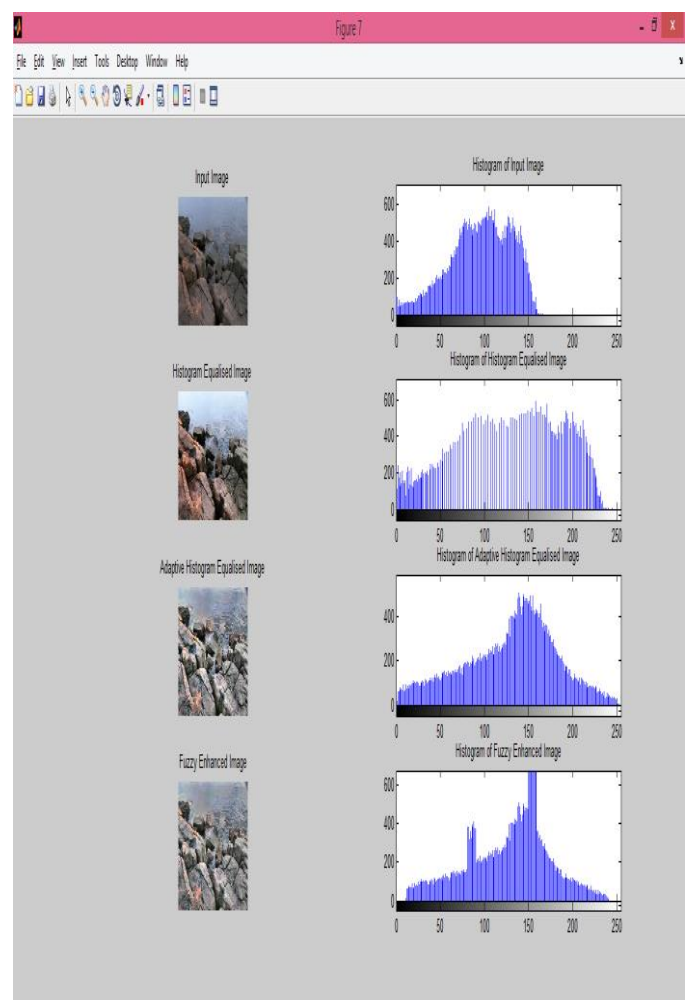 Figure 7
File Edit View Insert Tools Desktop Window Help
Input Image
Histogram of Input Image
600
400
200
0
0 50 100 150 200 250
Histogram Equalised Image
Histogram of Histogram Equalised Image
600
400
200
0
0 50 100 150 200 250
Adaptive Histogram Equalised Image
Histogram of Adaptive Histogram Equalised Image
400
200
0
0 50 100 150 200 250
Fuzzy Enhanced Image
Histogram of Fuzzy Enhanced Image
600
400
200
0
0 50 100 150 200 250